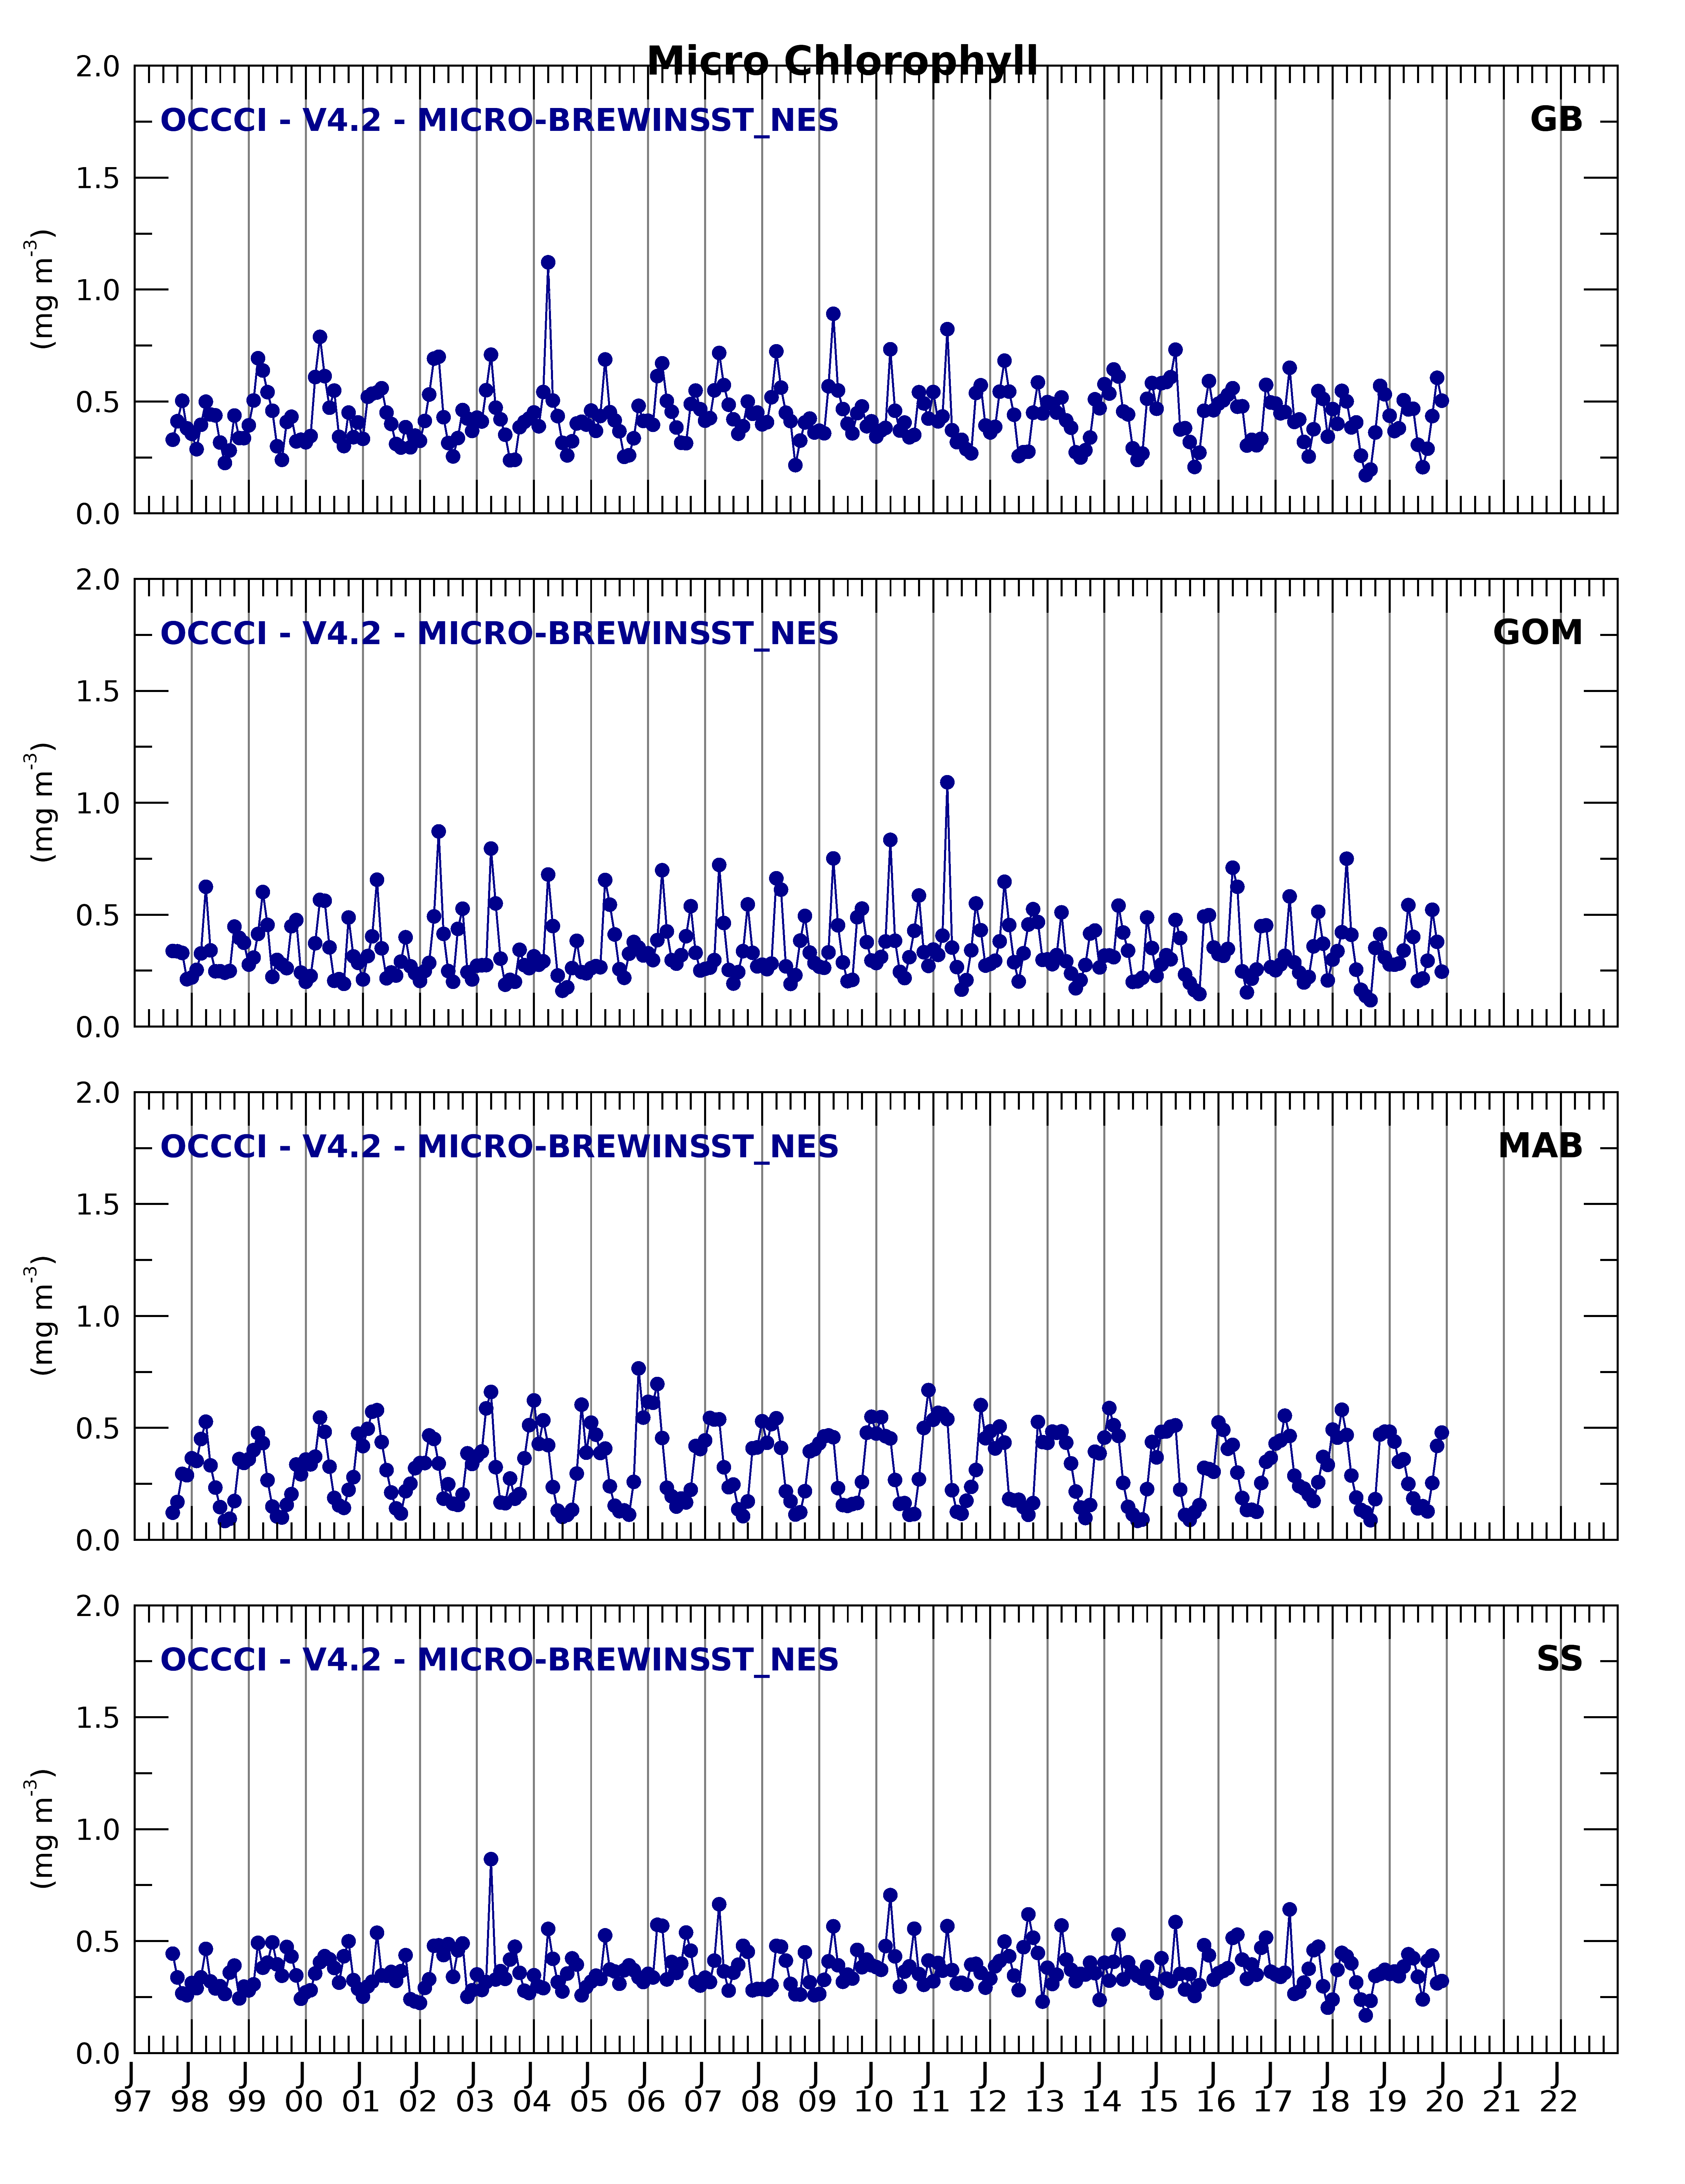 Micro Chlorophyll
2.0
OCCCI - V4.2 - MICRO-BREWINSST_NES GB
1.5
(mg m-3)
1.0
0.5
0.0
2.0
OCCCI - V4.2 - MICRO-BREWINSST_NES GOM
1.5
(mg m-3)
1.0
0.5
0.0
2.0
OCCCI - V4.2 - MICRO-BREWINSST_NES MAB
1.5
(mg m-3)
1.0
0.5
0.0
2.0
OCCCI - V4.2 - MICRO-BREWINSST_NES SS
1.5
(mg m-3)
1.0
0.5
0.0
J J J J J J J J J J J J J J J J J J J J J J J J J J
97 98 99 00 01 02 03 04 05 06 07 08 09 10 11 12 13 14 15 16 17 18 19 20 21 22